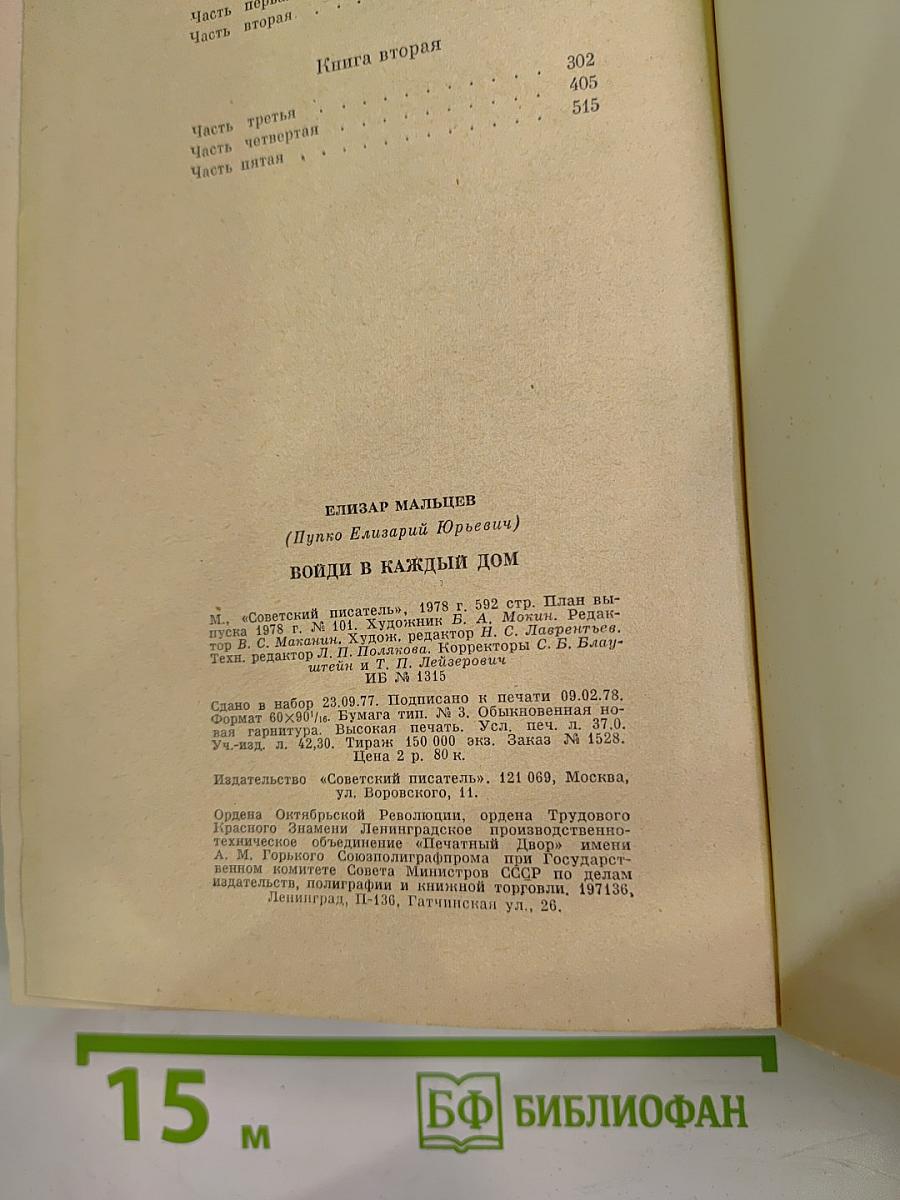 Часть первая
Часть вторая . .
Книга вторая
Часть третья . . . . . . . . . . . 302
Часть четвертая . . . . . . . . . . 405
Часть пятая . . . . . . . . . . . 515
ЕЛИЗАР МАЛЬЦЕВ
(Пупко Елизарий Юрьевич)
ВОЙДИ В КАЖДЫЙ ДОМ
М., «Советский писатель», 1978 г. 592 стр. План вы-
пуска 1978 г. № 101. Художник Б. А. Мокин. Редак-
тор В. С. Маканин. Худож. редактор Н. С. Лаврентьев.
Техн. редактор Л. П. Полякова. Корректоры С. Б. Блау-
штейн и Т. П. Лейзерович
ИБ № 1315
Сдано в набор 23.09.77. Подписано к печати 09.02.78.
Формат 60×90¹/₁₆. Бумага тип. № 3. Обыкновенная но-
вая гарнитура. Высокая печать. Усл. печ. л. 37,0.
Уч.-изд. л. 42,30. Тираж 150 000 экз. Заказ № 1528.
Цена 2 р. 80 к.
Издательство «Советский писатель». 121 069, Москва,
ул. Воровского, 11.
Ордена Октябрьской Революции, ордена Трудового
Красного Знамени Ленинградское производственно-
техническое объединение «Печатный Двор» имени
А. М. Горького Союзполиграфпрома при Государст-
венном комитете Совета Министров СССР по делам
издательств, полиграфии и книжной торговли. 197136,
Ленинград, П-136, Гатчинская ул., 26.
15 м
БФ БИБЛИОФАН